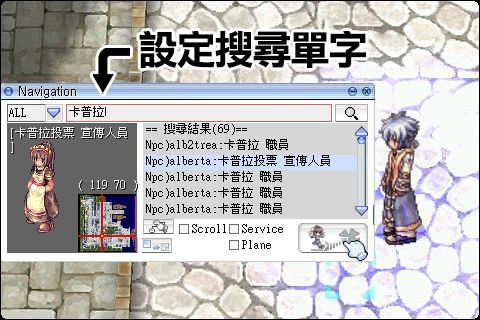 設定搜尋單字
Navigation
ALL
卡普拉
[卡普拉投票 宣傳人員
]
( 119 70 )
== 搜尋結果(69)==
Npc)alb2trea:卡普拉 職員
Npc)alberta:卡普拉投票 宣傳人員
Npc)alberta:卡普拉 職員
Npc)alberta:卡普拉 職員
Npc)alberta:卡普拉 職員
Scroll
Service
Plane